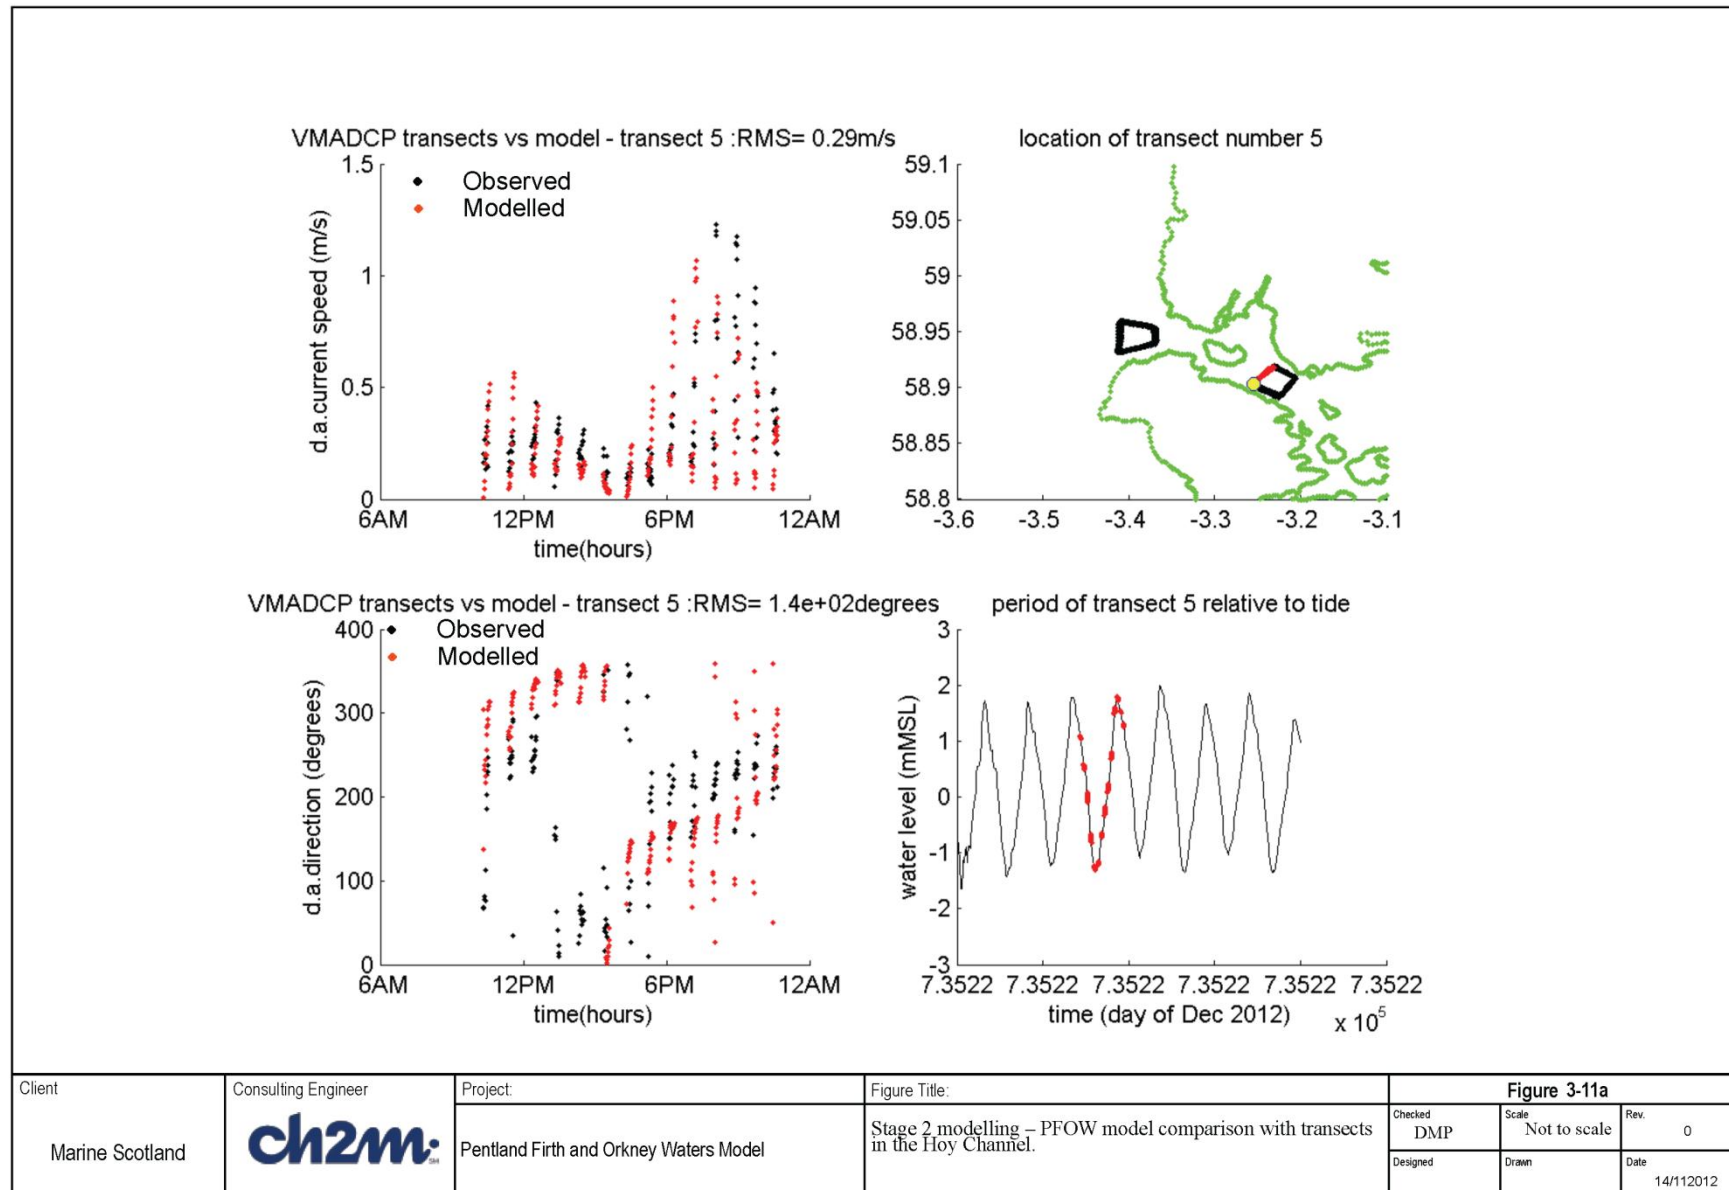 VMADCP transects vs model - transect 5 :RMS= 0.29m/s
1.5
1
0.5
0
d.a.current speed (m/s)
Observed
Modelled
6AM 12PM 6PM 12AM
time(hours)
location of transect number 5
59.1
59.05
59
58.95
58.9
58.85
58.8
-3.6 -3.5 -3.4 -3.3 -3.2 -3.1
VMADCP transects vs model - transect 5 :RMS= 1.4e+02degrees
400
300
200
100
0
d.a.direction (degrees)
Observed
Modelled
6AM 12PM 6PM 12AM
time(hours)
period of transect 5 relative to tide
3
2
1
0
-1
-2
-3
water level (mMSL)
7.3522 7.3522 7.3522 7.3522 7.3522 7.3522
time (day of Dec 2012)
x 10⁵
Client
Marine Scotland
Consulting Engineer
ch2m:
SM
Project:
Pentland Firth and Orkney Waters Model
Figure Title:
Stage 2 modelling – PFOW model comparison with transects
in the Hoy Channel.
Figure 3-11a
Checked
DMP
Scale
Not to scale
Rev.
0
Designed
Drawn
Date
14/112012